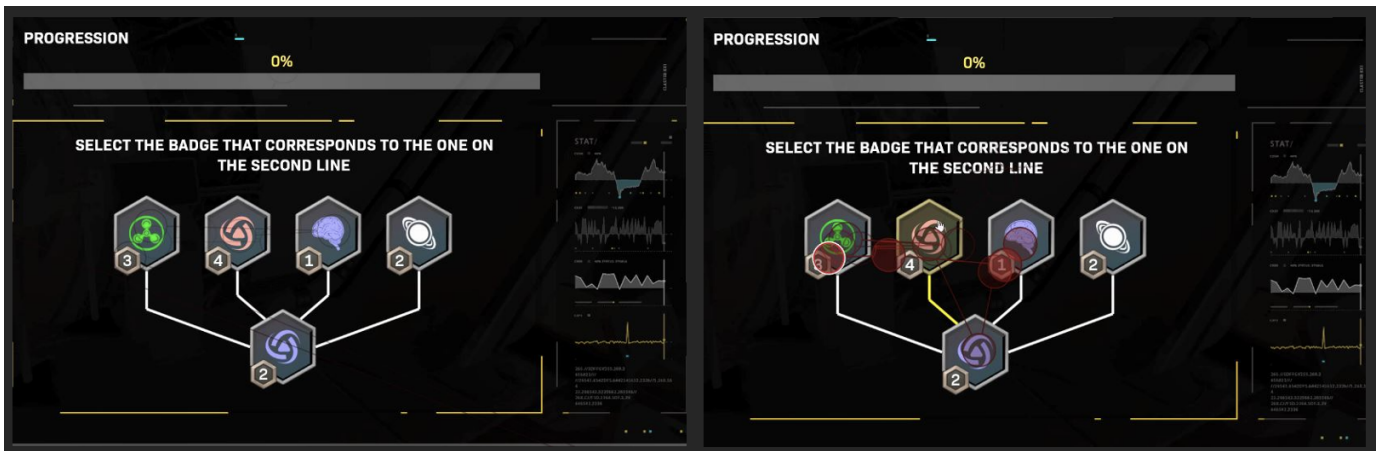 PROGRESSION
0%
SELECT THE BADGE THAT CORRESPONDS TO THE ONE ON
THE SECOND LINE
STAT/
3
4
1
2
2
PROGRESSION
0%
SELECT THE BADGE THAT CORRESPONDS TO THE ONE ON
THE SECOND LINE
STAT/
3
4
1
2
2